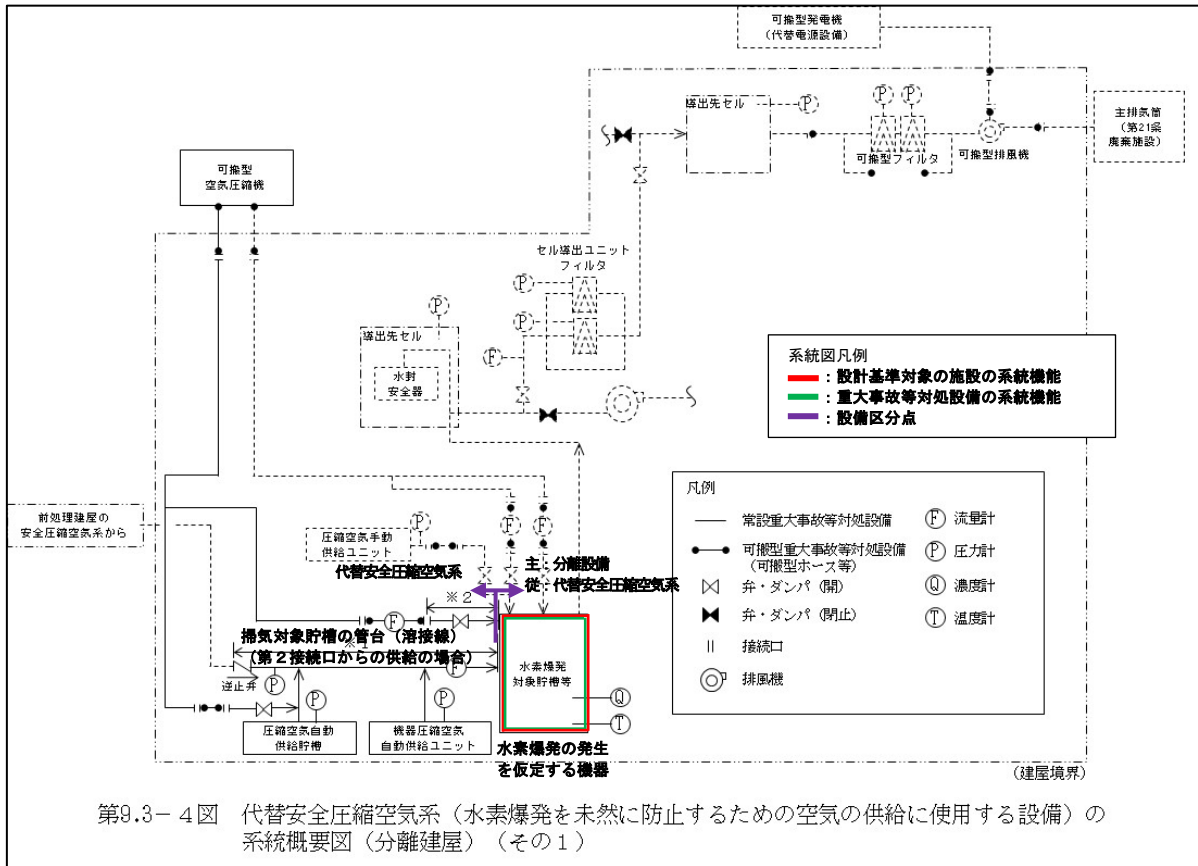 可搬型発電機
(代替電源設備)
導出先セル
P
P
P
主排気筒
(第21条
廃棄施設)
可搬型フィルタ
可搬型排風機
可搬型
空気圧縮機
セル導出ユニット
フィルタ
P
P
P
F
導出先セル
水封
安全器
系統図凡例
:設計基準対象の施設の系統機能
:重大事故等対処設備の系統機能
:設備区分点
凡例
常設重大事故等対処設備
可搬型重大事故等対処設備
(可搬型ホース等)
弁・ダンパ(開)
弁・ダンパ(閉止)
接続口
排風機
F 流量計
P 圧力計
Q 濃度計
T 温度計
前処理建屋の
安全圧縮空気系から
P
圧縮空気手動
供給ユニット
F
F
代替安全圧縮空気系
主:分離設備
従:代替安全圧縮空気系
※2
F
掃気対象貯槽の管台(溶接線)
※1
(第2接続口からの供給の場合)
F
逆止弁
P
P
P
圧縮空気自動
供給貯槽
機器圧縮空気
自動供給ユニット
水素爆発
対象貯槽等
Q
T
水素爆発の発生
を仮定する機器
(建屋境界)
第9.3-4図 代替安全圧縮空気系(水素爆発を未然に防止するための空気の供給に使用する設備)の
系統概要図(分離建屋)(その1)